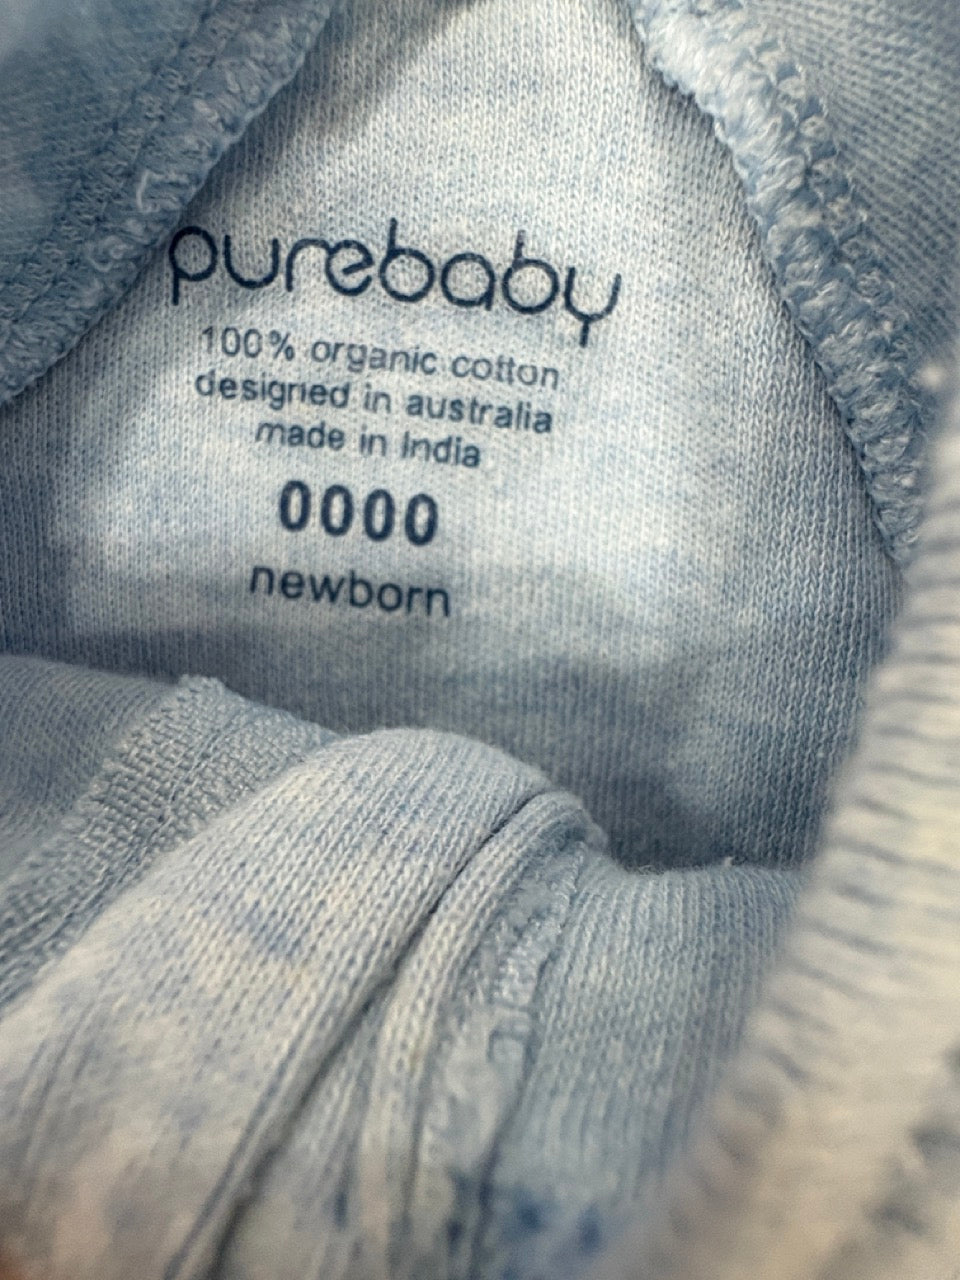 purebaby
100% organic cotton
designed in australia
made in India
0000
newborn